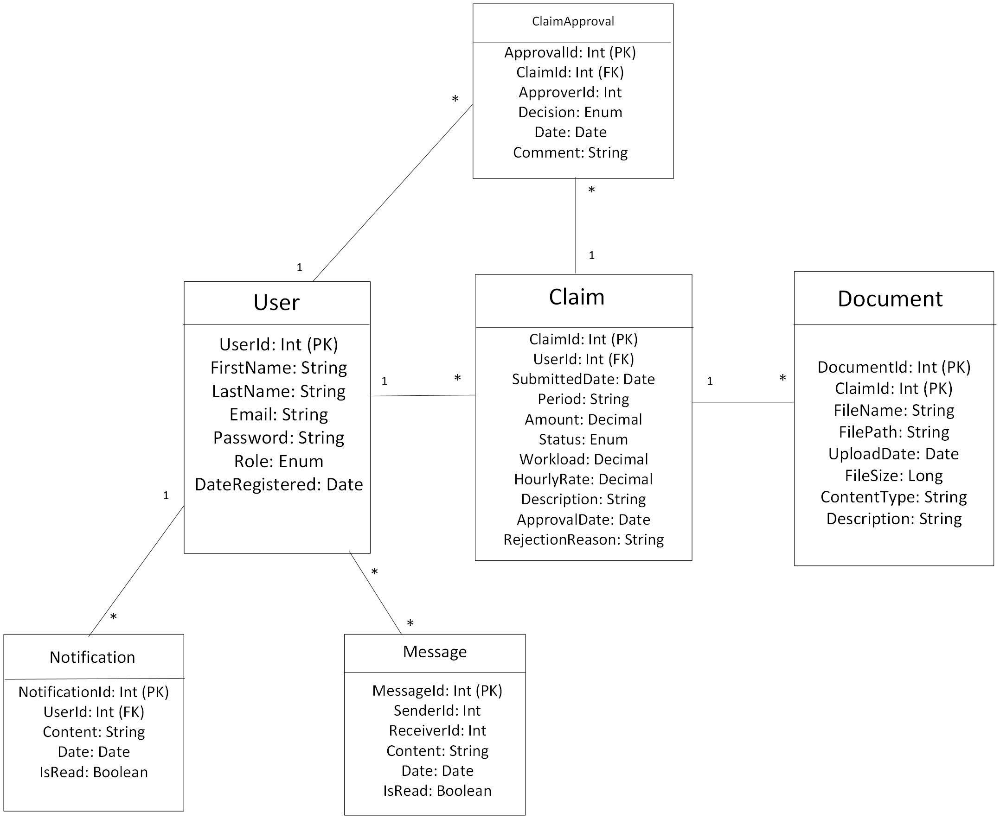 ClaimApproval
ApprovalId: Int (PK)
ClaimId: Int (FK)
ApproverId: Int
Decision: Enum
Date: Date
Comment: String
*
*
1
1
User
UserId: Int (PK)
FirstName: String
LastName: String
Email: String
Password: String
Role: Enum
DateRegistered: Date
1
*
Claim
ClaimId: Int (PK)
UserId: Int (FK)
SubmittedDate: Date
Period: String
Amount: Decimal
Status: Enum
Workload: Decimal
HourlyRate: Decimal
Description: String
ApprovalDate: Date
RejectionReason: String
1
*
Document
DocumentId: Int (PK)
ClaimId: Int (PK)
FileName: String
FilePath: String
UploadDate: Date
FileSize: Long
ContentType: String
Description: String
1
*
*
*
Notification
NotificationId: Int (PK)
UserId: Int (FK)
Content: String
Date: Date
IsRead: Boolean
Message
MessageId: Int (PK)
SenderId: Int
ReceiverId: Int
Content: String
Date: Date
IsRead: Boolean